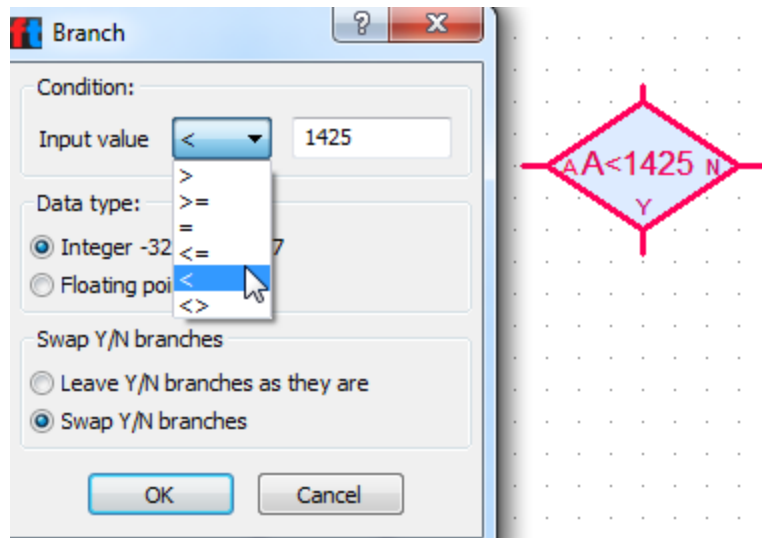 ft Branch ? X
Condition:
Input value < 1425
>
>=
=
<=
<
<>
Data type:
Integer -32 7
Floating poi
Swap Y/N branches
Leave Y/N branches as they are
Swap Y/N branches
OK Cancel
A A<1425 N
Y